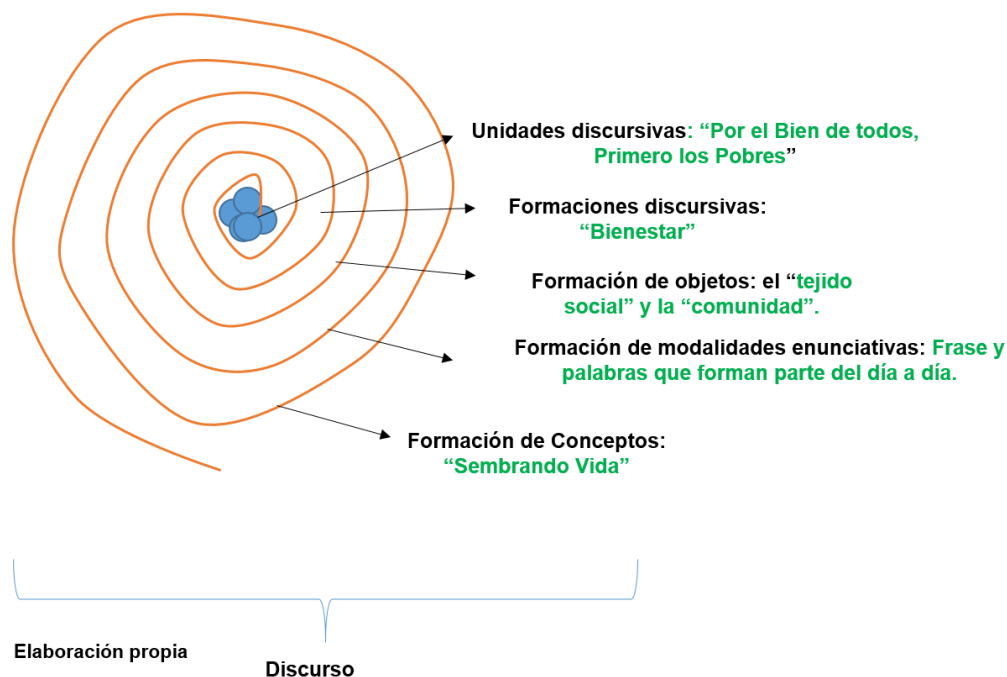 Unidades discursivas: “Por el Bien de todos,
Primero los Pobres”
Formaciones discursivas:
“Bienestar”
Formación de objetos: el “tejido
social” y la “comunidad”.
Formación de modalidades enunciativas: Frase y
palabras que forman parte del día a día.
Formación de Conceptos:
“Sembrando Vida”
Elaboración propia
Discurso